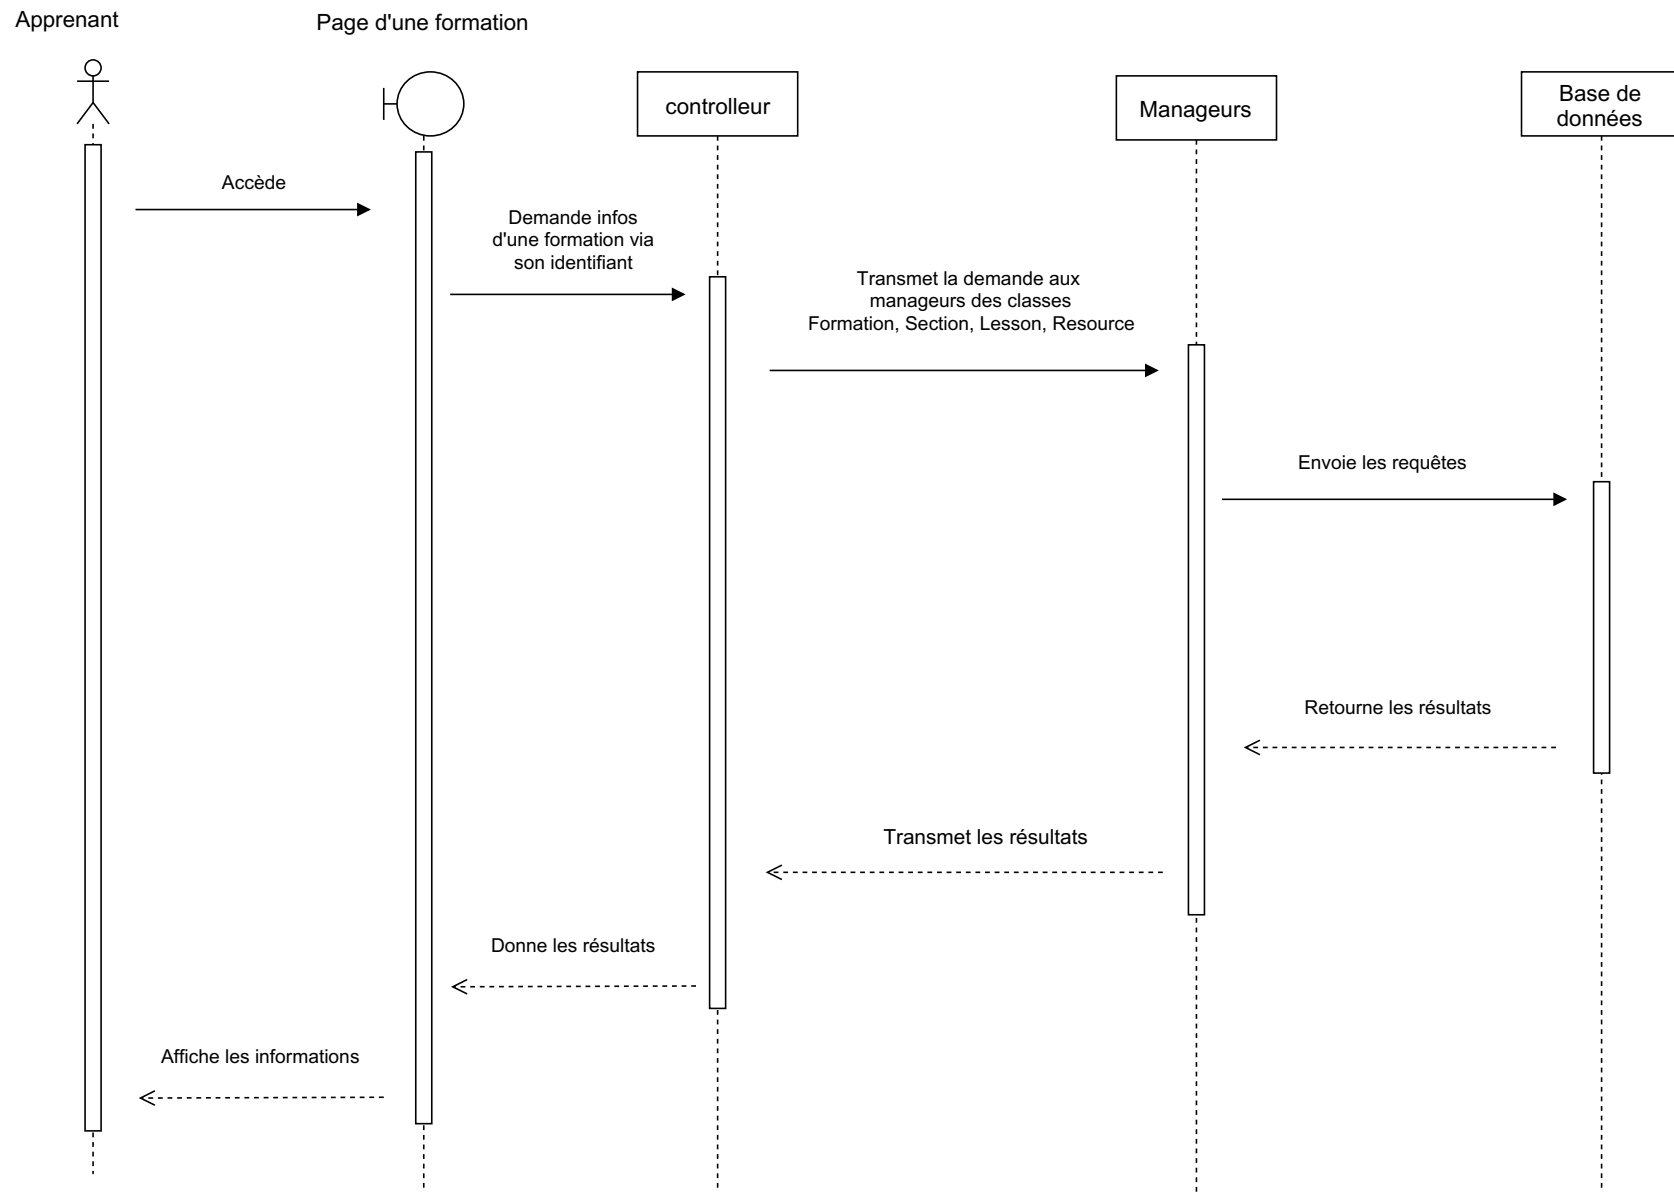 Apprenant
Page d'une formation
controlleur
Manageurs
Base de
données
Accède
Demande infos
d'une formation via
son identifiant
Transmet la demande aux
manageurs des classes
Formation, Section, Lesson, Resource
Envoie les requêtes
Retourne les résultats
Transmet les résultats
Donne les résultats
Affiche les informations